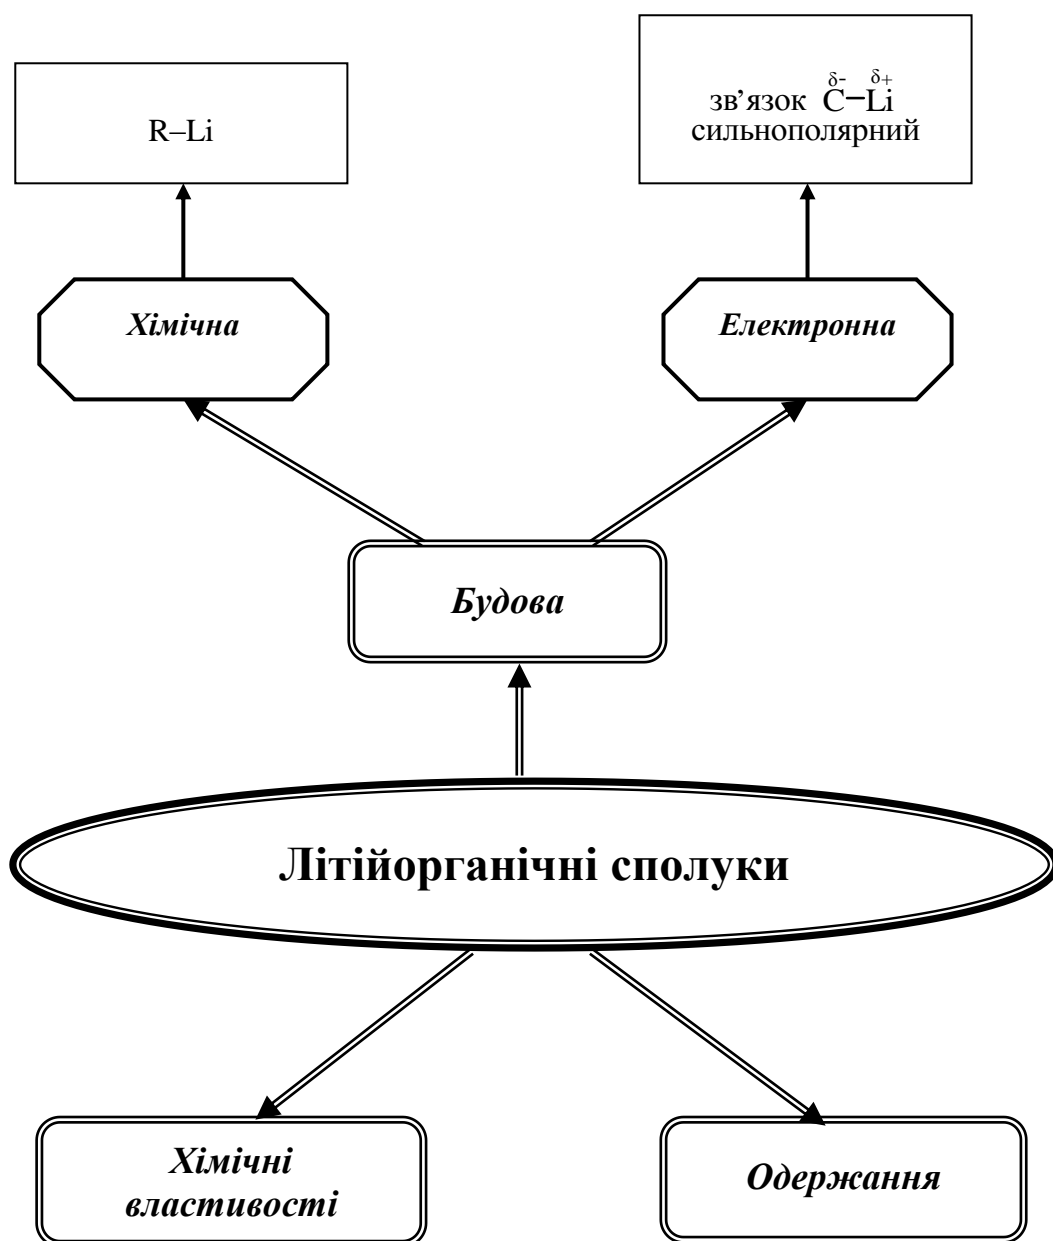 R–Li
δ- δ+
зв’язок C–Li
сильнополярний
Хімічна
Електронна
Будова
Літійорганічні сполуки
Хімічні
властивості
Одержання